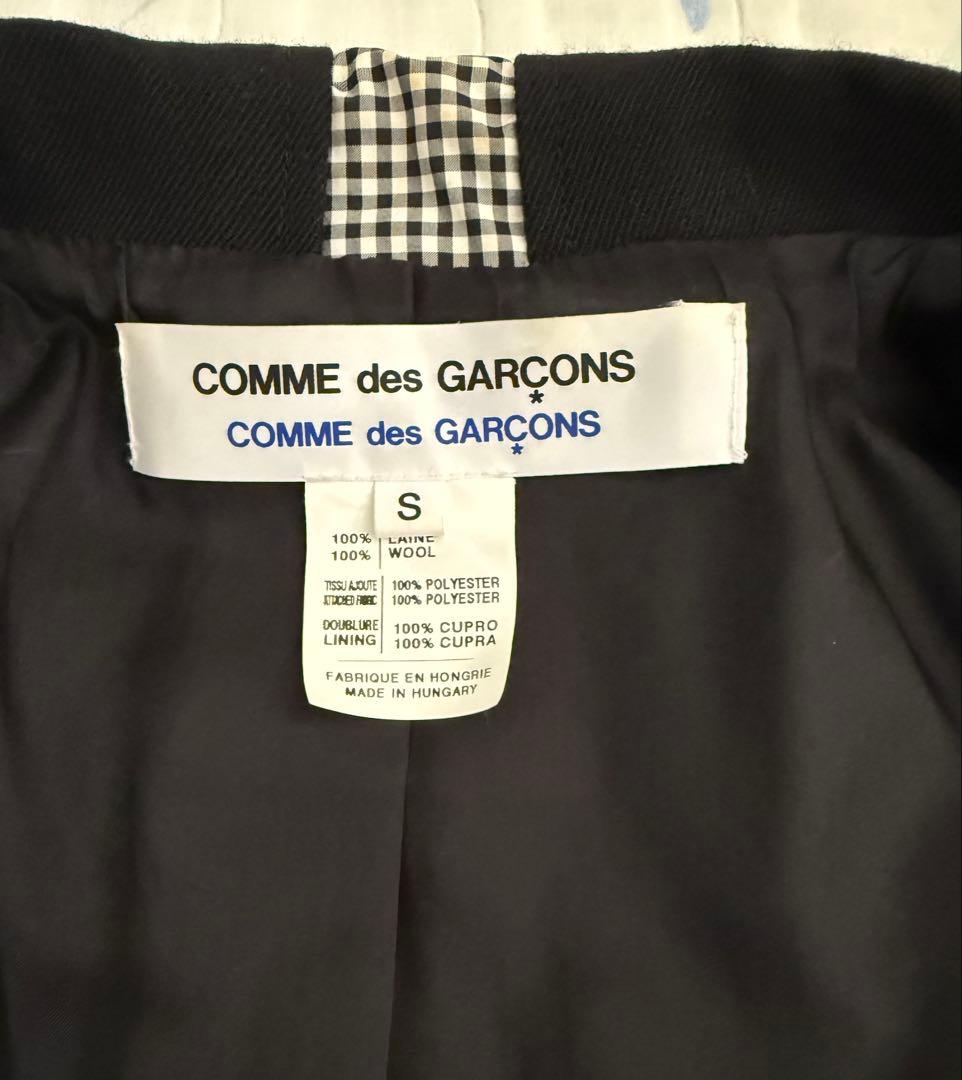 COMME des GARÇONS
*
COMME des GARÇONS
*
S
100% LAINE
100% WOOL
TISSU AJOUTE 100% POLYESTER
ATTACHED FABRIC 100% POLYESTER
DOUBLURE 100% CUPRO
LINING 100% CUPRA
FABRIQUE EN HONGRIE
MADE IN HUNGARY